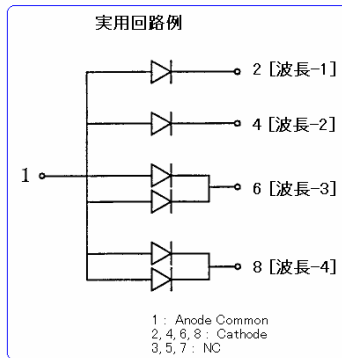 実用回路例
2 [波長-1]
4 [波長-2]
1
6 [波長-3]
8 [波長-4]
1 : Anode Common
2, 4, 6, 8 : Cathode
3, 5, 7 : NC